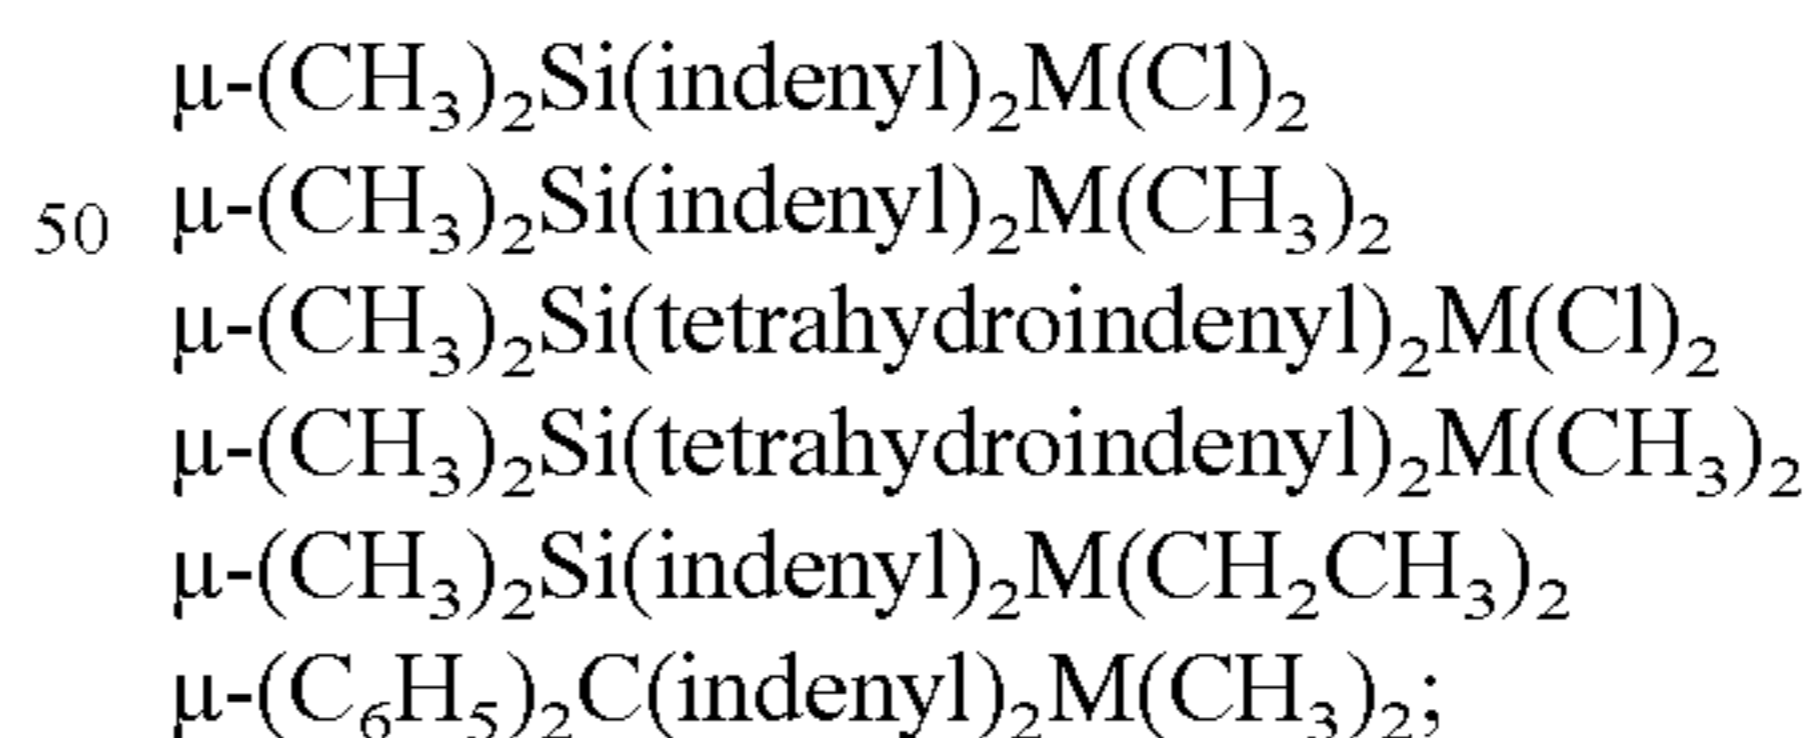 μ-(CH₃)₂Si(indenyl)₂M(Cl)₂
50 μ-(CH₃)₂Si(indenyl)₂M(CH₃)₂
μ-(CH₃)₂Si(tetrahydroindenyl)₂M(Cl)₂
μ-(CH₃)₂Si(tetrahydroindenyl)₂M(CH₃)₂
μ-(CH₃)₂Si(indenyl)₂M(CH₂CH₃)₂
μ-(C₆H₅)₂C(indenyl)₂M(CH₃)₂;